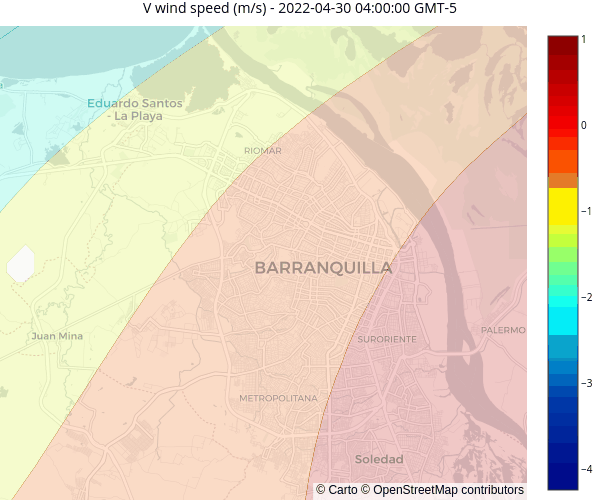 V wind speed (m/s) - 2022-04-30 04:00:00 GMT-5
Eduardo Santos
- La Playa
RIOMAR
BARRANQUILLA
Juan Mina
SURORIENTE
PALERMO
METROPOLITANA
Soledad
© Carto © OpenStreetMap contributors
1
0
−1
−2
−3
−4